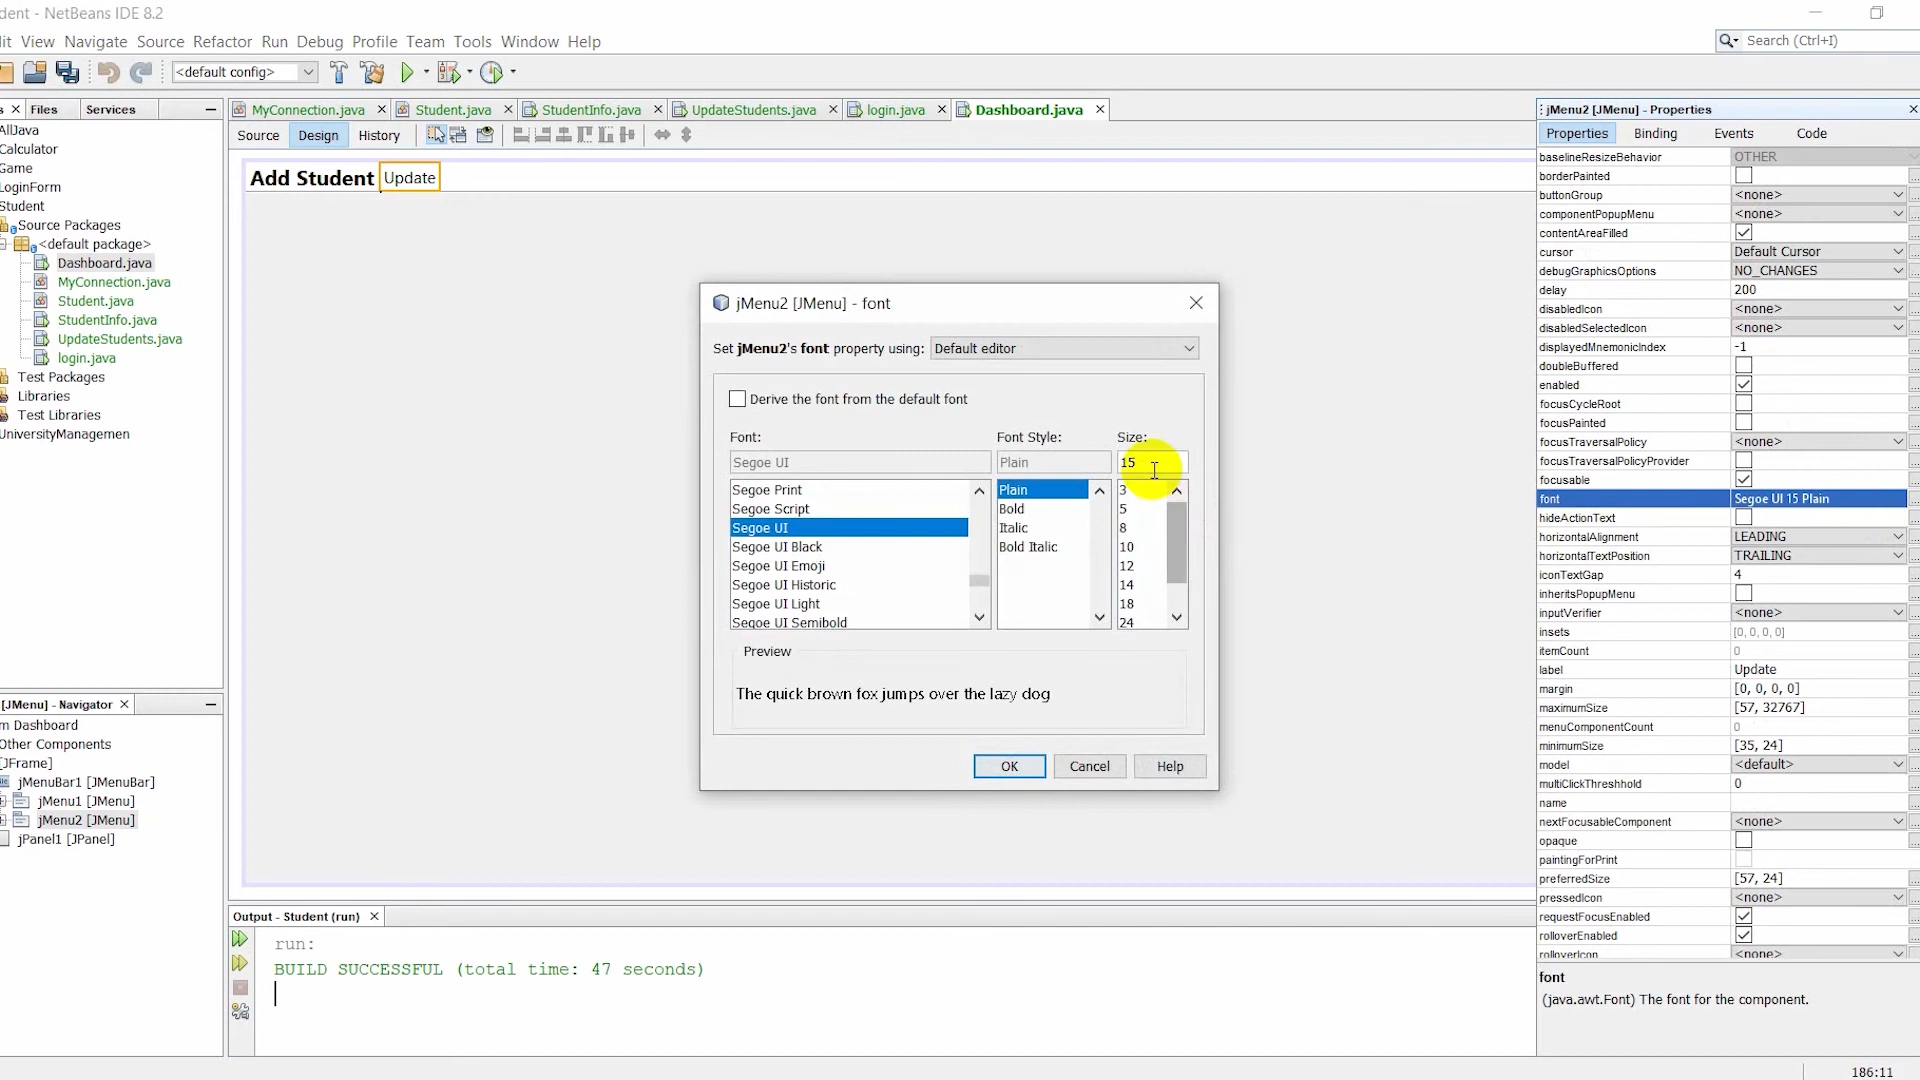 dent - NetBeans IDE 8.2
it View Navigate Source Refactor Run Debug Profile Team Tools Window Help
Search (Ctrl+I)
<default config>
s Files Services
MyConnection.java Student.java StudentInfo.java UpdateStudents.java login.java Dashboard.java
Source Design History
AllJava
Calculator
Game
LoginForm
Student
Source Packages
<default package>
Dashboard.java
MyConnection.java
Student.java
StudentInfo.java
UpdateStudents.java
login.java
Test Packages
Libraries
Test Libraries
UniversityManagemen
[JMenu] - Navigator
m Dashboard
Other Components
[JFrame]
jMenuBar1 [JMenuBar]
jMenu1 [JMenu]
jMenu2 [JMenu]
jPanel1 [JPanel]
Add Student Update
jMenu2 [JMenu] - font
Set jMenu2's font property using: Default editor
Derive the font from the default font
Font: Font Style: Size:
Segoe UI Plain 15
Segoe Print Plain 3
Segoe Script Bold 5
Segoe UI Italic 8
Segoe UI Black Bold Italic 10
Segoe UI Emoji 12
Segoe UI Historic 14
Segoe UI Light 18
Segoe UI Semibold 24
Preview
The quick brown fox jumps over the lazy dog
OK Cancel Help
Output - Student (run)
run:
BUILD SUCCESSFUL (total time: 47 seconds)
jMenu2 [JMenu] - Properties
Properties Binding Events Code
baselineResizeBehavior OTHER
borderPainted
buttonGroup <none>
componentPopupMenu <none>
contentAreaFilled
cursor Default Cursor
debugGraphicsOptions NO_CHANGES
delay 200
disabledIcon <none>
disabledSelectedIcon <none>
displayedMnemonicIndex -1
doubleBuffered
enabled
focusCycleRoot
focusPainted
focusTraversalPolicy <none>
focusTraversalPolicyProvider
focusable
font Segoe UI 15 Plain
hideActionText
horizontalAlignment LEADING
horizontalTextPosition TRAILING
iconTextGap 4
inheritsPopupMenu
inputVerifier <none>
insets [0, 0, 0, 0]
itemCount 0
label Update
margin [0, 0, 0, 0]
maximumSize [57, 32767]
menuComponentCount 0
minimumSize [35, 24]
model <default>
multiClickThreshhold 0
name
nextFocusableComponent <none>
opaque
paintingForPrint
preferredSize [57, 24]
pressedIcon <none>
requestFocusEnabled
rolloverEnabled
rolloverIcon <none>
font
(java.awt.Font) The font for the component.
186:11